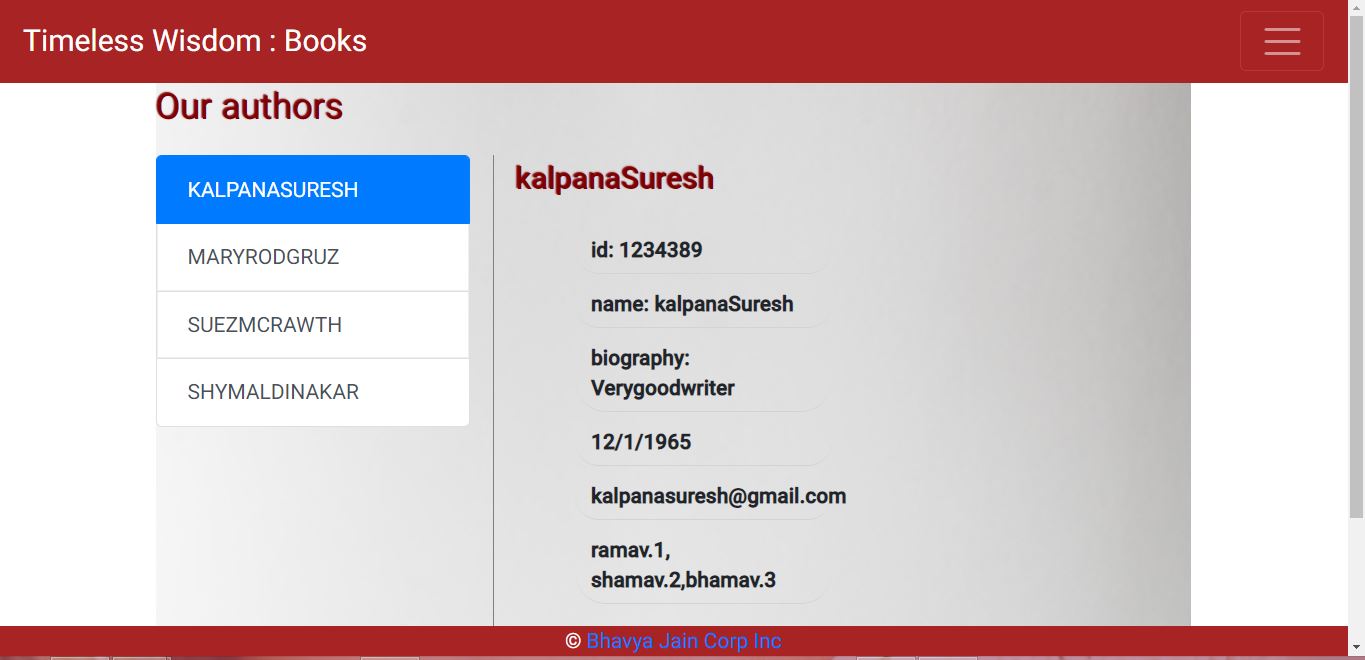 Timeless Wisdom : Books
Our authors
KALPANASURESH
MARYRODGRUZ
SUEZMCRAWTH
SHYMALDINAKAR
kalpanaSuresh
id: 1234389
name: kalpanaSuresh
biography:
Verygoodwriter
12/1/1965
kalpanasuresh@gmail.com
ramav.1,
shamav.2,bhamav.3
© Bhavya Jain Corp Inc